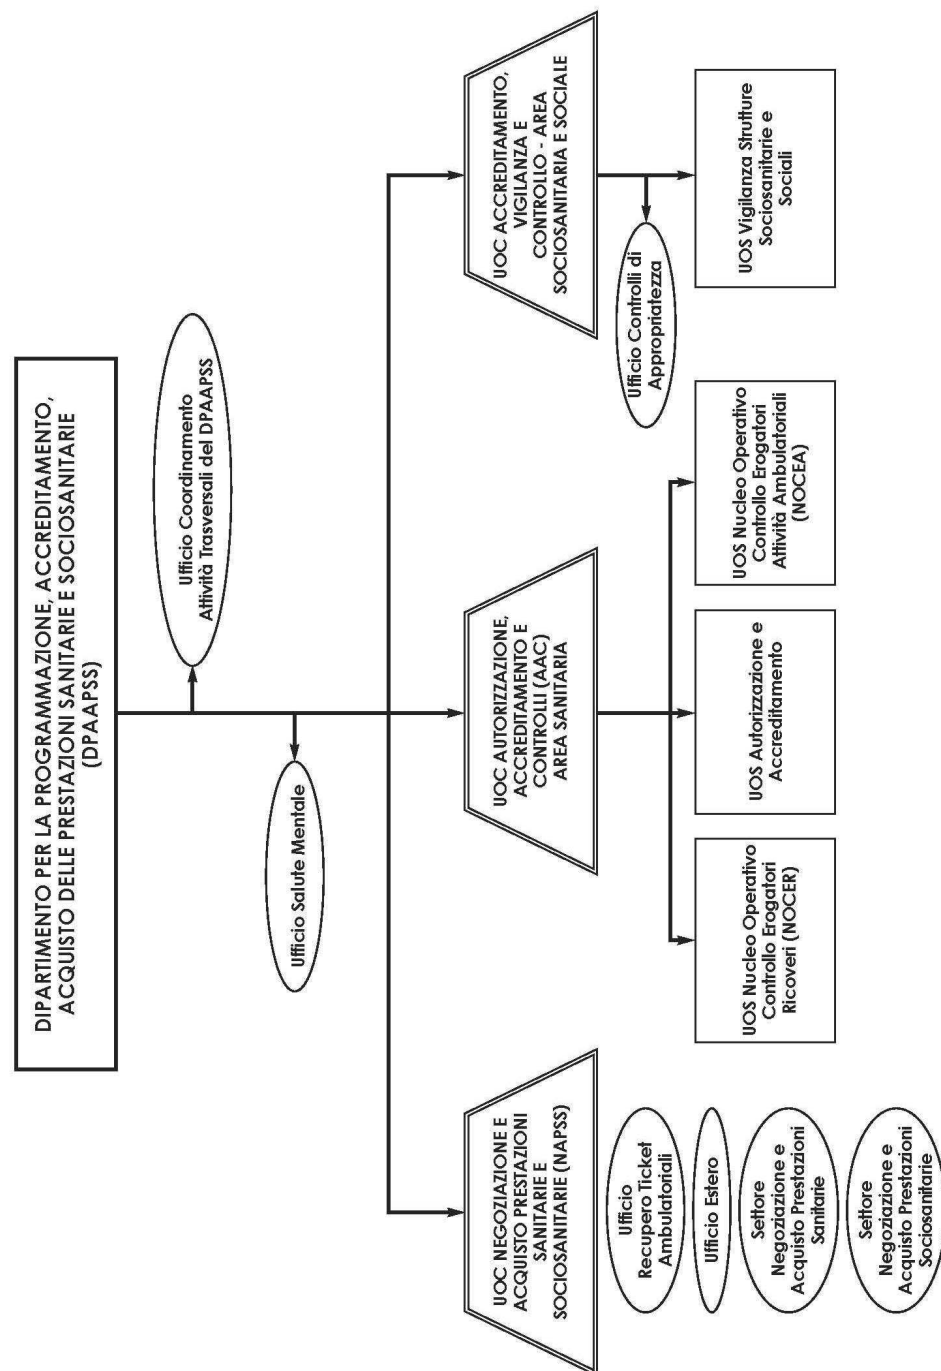 DIPARTIMENTO PER LA PROGRAMMAZIONE, ACCREDITAMENTO,
ACQUISTO DELLE PRESTAZIONI SANITARIE E SOCIOSANITARIE
(DPAAPSS)
Ufficio Coordinamento
Attività Trasversali del DPAAPSS
Ufficio Salute Mentale
UOC NEGOZIAZIONE E
ACQUISTO PRESTAZIONI
SANITARIE E
SOCIOSANITARIE (NAPSS)
UOC AUTORIZZAZIONE,
ACCREDITAMENTO E
CONTROLLI (AAC)
AREA SANITARIA
UOC ACCREDITAMENTO,
VIGILANZA E
CONTROLLO - AREA
SOCIOSANITARIA E SOCIALE
Ufficio
Recupero Ticket
Ambulatoriali
Ufficio Estero
Settore
Negoziazione e
Acquisto Prestazioni
Sanitarie
Settore
Negoziazione e
Acquisto Prestazioni
Sociosanitarie
UOS Nucleo Operativo
Controllo Erogatori
Ricoveri (NOCER)
UOS Autorizzazione e
Accreditamento
UOS Nucleo Operativo
Controllo Erogatori
Attività Ambulatoriali
(NOCEA)
Ufficio Controlli di
Appropriatezza
UOS Vigilanza Strutture
Sociosanitarie e
Sociali